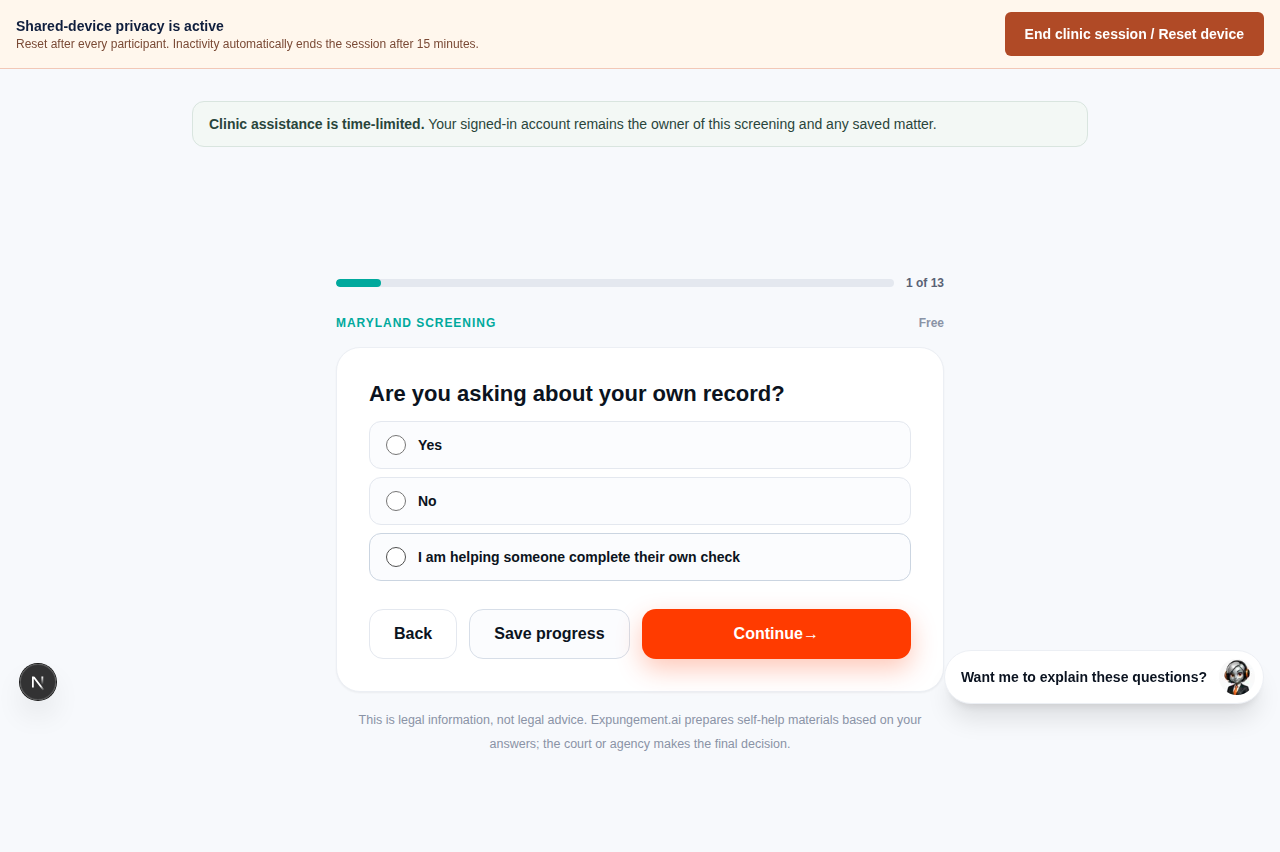 Shared-device privacy is active
Reset after every participant. Inactivity automatically ends the session after 15 minutes.
End clinic session / Reset device
Clinic assistance is time-limited. Your signed-in account remains the owner of this screening and any saved matter.
1 of 13
MARYLAND SCREENING
Free
Are you asking about your own record?
Yes
No
I am helping someone complete their own check
Back
Save progress
Continue→
N
Want me to explain these questions?
This is legal information, not legal advice. Expungement.ai prepares self-help materials based on your
answers; the court or agency makes the final decision.